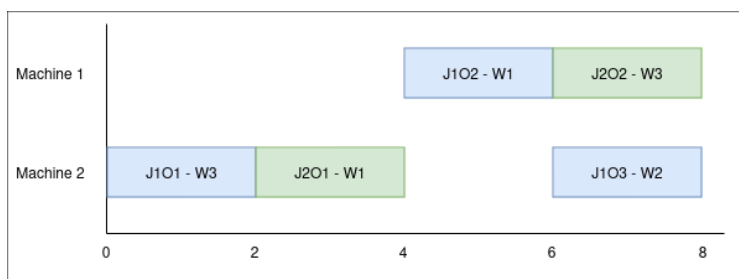 Machine 1
J1O2 - W1
J2O2 - W3
Machine 2
J1O1 - W3
J2O1 - W1
J1O3 - W2
0 2 4 6 8